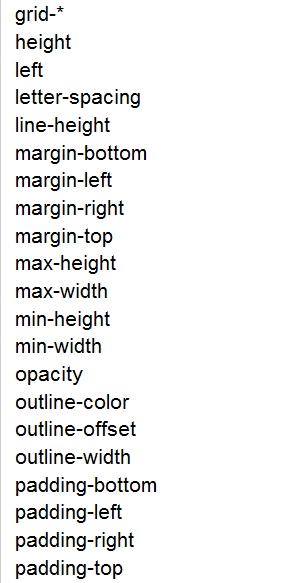 grid-*
height
left
letter-spacing
line-height
margin-bottom
margin-left
margin-right
margin-top
max-height
max-width
min-height
min-width
opacity
outline-color
outline-offset
outline-width
padding-bottom
padding-left
padding-right
padding-top